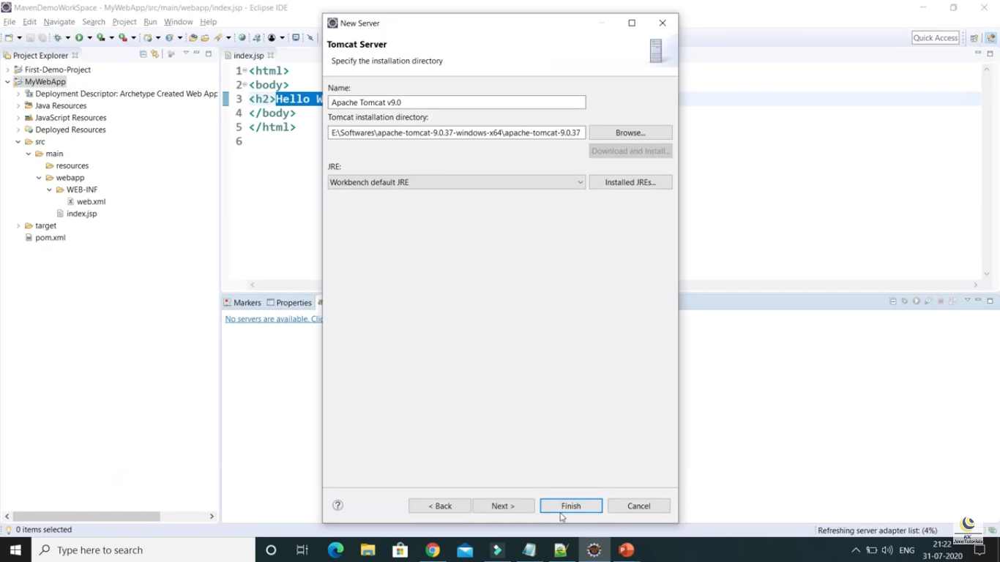 MavenDemoWorkSpace - MyWebApp/src/main/webapp/index.jsp - Eclipse IDE
File Edit Navigate Search Project Run Window Help
Quick Access
Project Explorer
First-Demo-Project
MyWebApp
Deployment Descriptor: Archetype Created Web App
Java Resources
JavaScript Resources
Deployed Resources
src
main
resources
webapp
WEB-INF
web.xml
index.jsp
target
pom.xml
index.jsp
1 <html>
2 <body>
3 <h2>Hello W
4 </body>
5 </html>
6
Markers Properties
No servers are available. Clic
New Server
Tomcat Server
Specify the installation directory
Name:
Apache Tomcat v9.0
Tomcat installation directory:
E:\Softwares\apache-tomcat-9.0.37-windows-x64\apache-tomcat-9.0.37 Browse...
Download and Install...
JRE:
Workbench default JRE Installed JREs...
? < Back Next > Finish Cancel
0 items selected
Refreshing server adapter list: (4%)
KK
JavaTutorials
Type here to search
ENG
21:22
31-07-2020